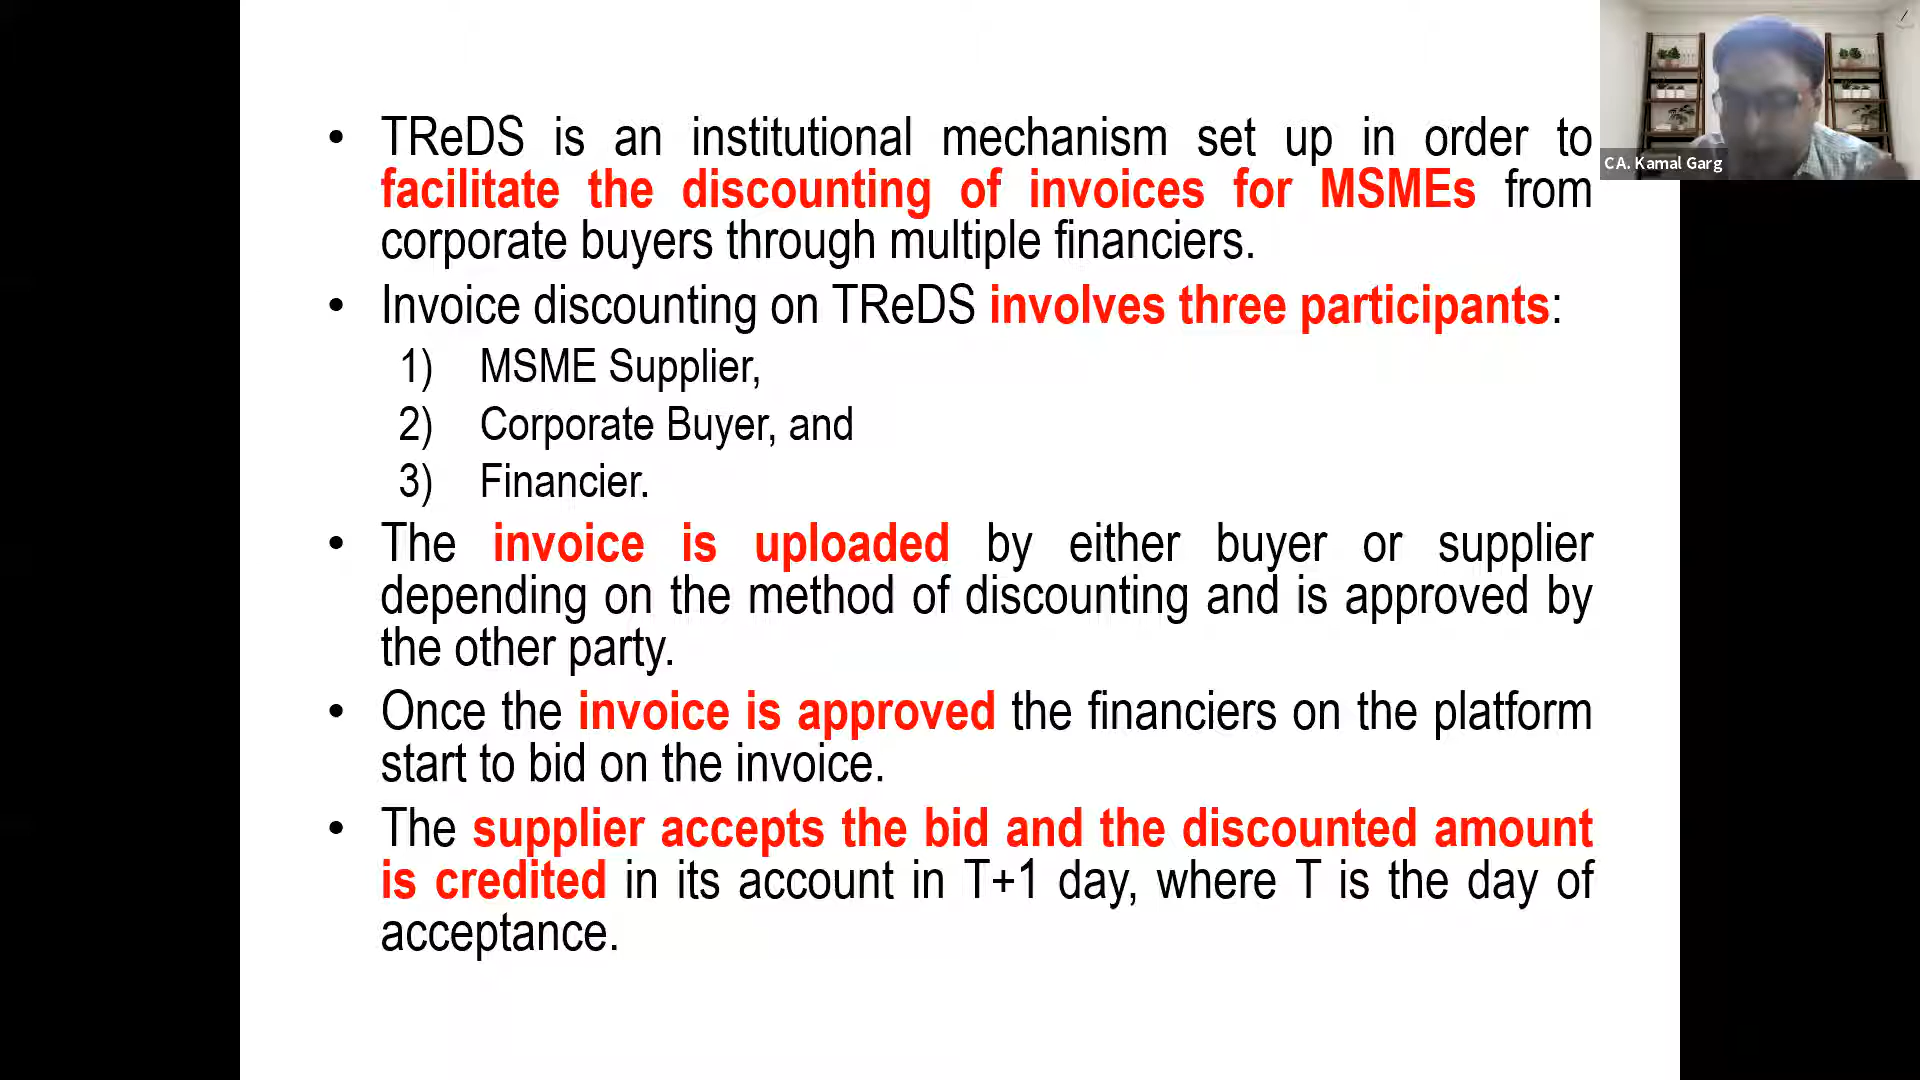 • TReDS is an institutional mechanism set up in order to
facilitate the discounting of invoices for MSMEs from
corporate buyers through multiple financiers.
• Invoice discounting on TReDS involves three participants:
1) MSME Supplier,
2) Corporate Buyer, and
3) Financier.
• The invoice is uploaded by either buyer or supplier
depending on the method of discounting and is approved by
the other party.
• Once the invoice is approved the financiers on the platform
start to bid on the invoice.
• The supplier accepts the bid and the discounted amount
is credited in its account in T+1 day, where T is the day of
acceptance.
CA. Kamal Garg